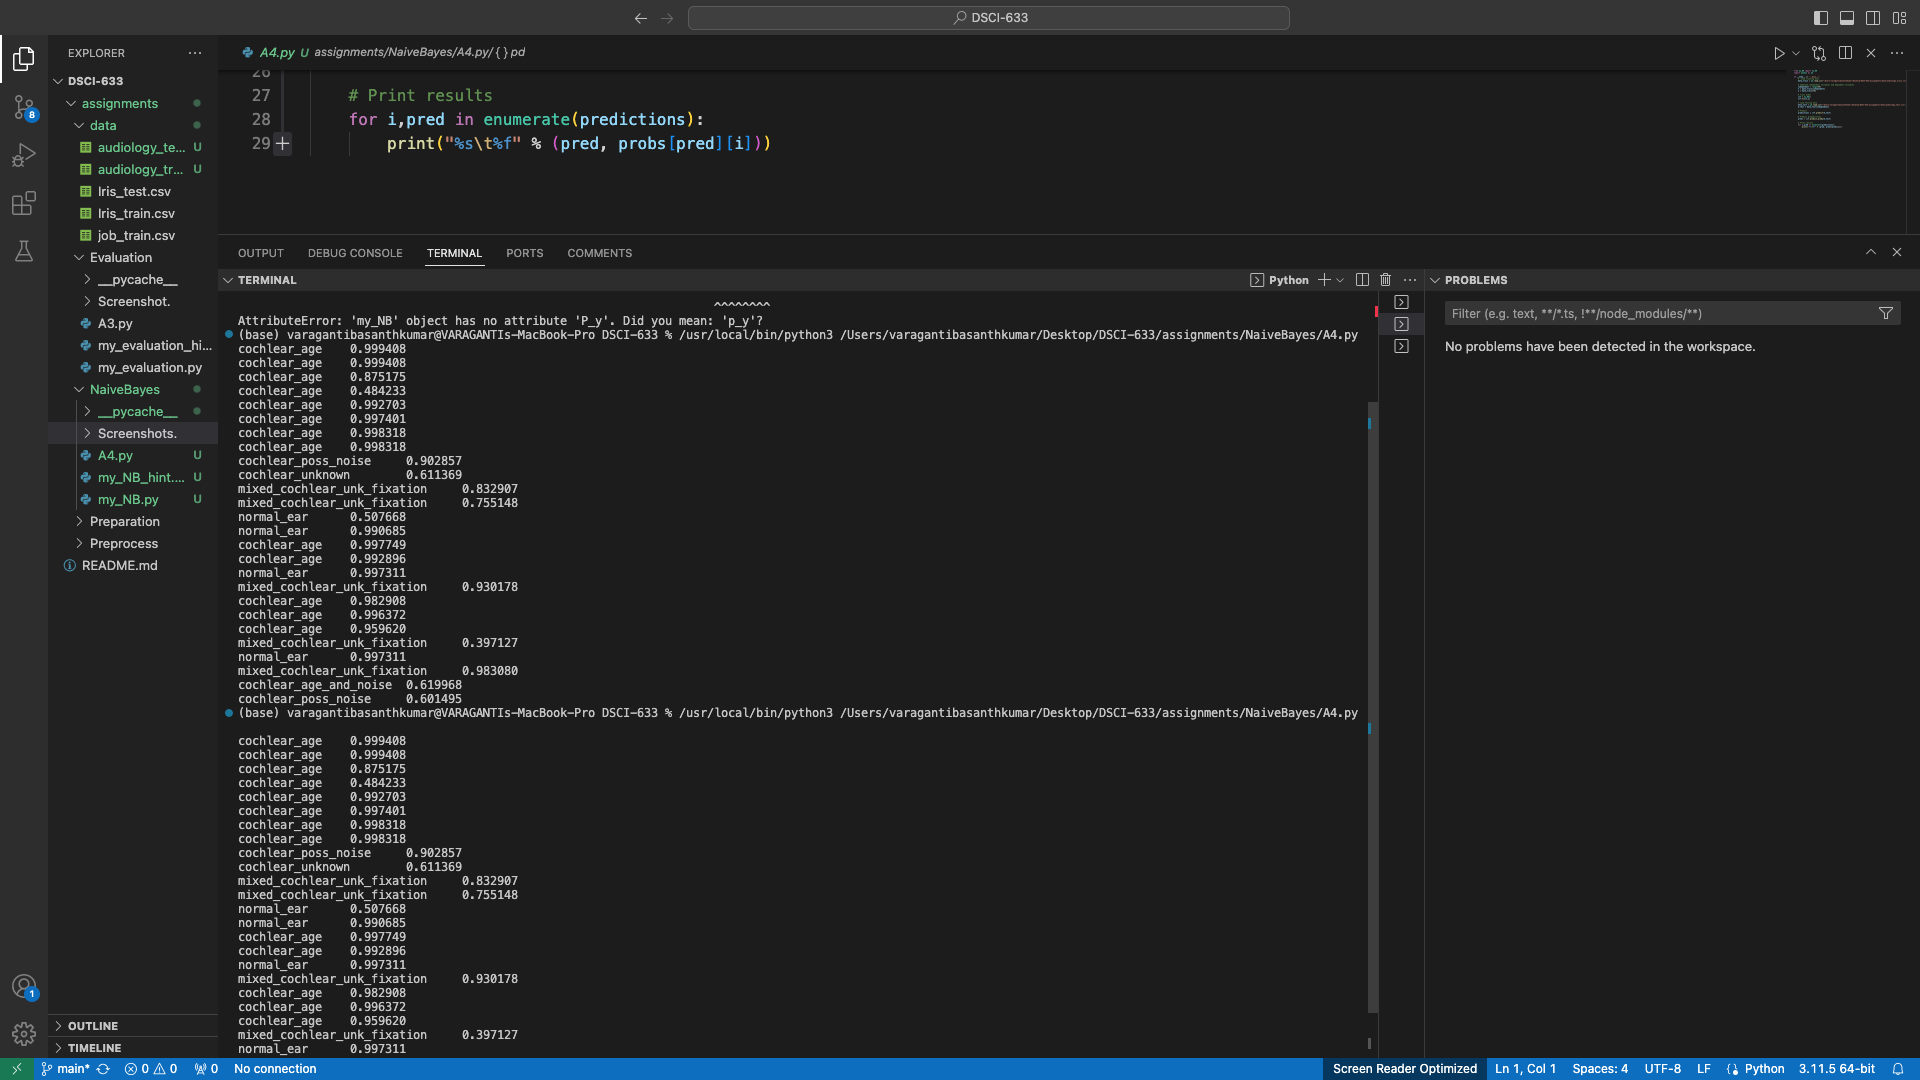 DSCI-633
EXPLORER
DSCI-633
assignments
data
audiology_te... U
audiology_tr... U
Iris_test.csv
Iris_train.csv
job_train.csv
Evaluation
__pycache__
Screenshot.
A3.py
my_evaluation_hi...
my_evaluation.py
NaiveBayes
__pycache__
Screenshots.
A4.py U
my_NB_hint.... U
my_NB.py U
Preparation
Preprocess
README.md
OUTLINE
TIMELINE
8
1
A4.py U assignments/NaiveBayes/A4.py/{ } pd
26
27 # Print results
28 for i,pred in enumerate(predictions):
29 print("%s\t%f" % (pred, probs[pred][i]))
OUTPUT DEBUG CONSOLE TERMINAL PORTS COMMENTS
TERMINAL Python
^^^^^^^^
AttributeError: 'my_NB' object has no attribute 'P_y'. Did you mean: 'p_y'?
(base) varagantibasanthkumar@VARAGANTIs-MacBook-Pro DSCI-633 % /usr/local/bin/python3 /Users/varagantibasanthkumar/Desktop/DSCI-633/assignments/NaiveBayes/A4.py
cochlear_age 0.999408
cochlear_age 0.999408
cochlear_age 0.875175
cochlear_age 0.484233
cochlear_age 0.992703
cochlear_age 0.997401
cochlear_age 0.998318
cochlear_age 0.998318
cochlear_poss_noise 0.902857
cochlear_unknown 0.611369
mixed_cochlear_unk_fixation 0.832907
mixed_cochlear_unk_fixation 0.755148
normal_ear 0.507668
normal_ear 0.990685
cochlear_age 0.997749
cochlear_age 0.992896
normal_ear 0.997311
mixed_cochlear_unk_fixation 0.930178
cochlear_age 0.982908
cochlear_age 0.996372
cochlear_age 0.959620
mixed_cochlear_unk_fixation 0.397127
normal_ear 0.997311
mixed_cochlear_unk_fixation 0.983080
cochlear_age_and_noise 0.619968
cochlear_poss_noise 0.601495
(base) varagantibasanthkumar@VARAGANTIs-MacBook-Pro DSCI-633 % /usr/local/bin/python3 /Users/varagantibasanthkumar/Desktop/DSCI-633/assignments/NaiveBayes/A4.py
cochlear_age 0.999408
cochlear_age 0.999408
cochlear_age 0.875175
cochlear_age 0.484233
cochlear_age 0.992703
cochlear_age 0.997401
cochlear_age 0.998318
cochlear_age 0.998318
cochlear_poss_noise 0.902857
cochlear_unknown 0.611369
mixed_cochlear_unk_fixation 0.832907
mixed_cochlear_unk_fixation 0.755148
normal_ear 0.507668
normal_ear 0.990685
cochlear_age 0.997749
cochlear_age 0.992896
normal_ear 0.997311
mixed_cochlear_unk_fixation 0.930178
cochlear_age 0.982908
cochlear_age 0.996372
cochlear_age 0.959620
mixed_cochlear_unk_fixation 0.397127
normal_ear 0.997311
PROBLEMS
Filter (e.g. text, **/*.ts, !**/node_modules/**)
No problems have been detected in the workspace.
main* 0 0 0 No connection
Screen Reader Optimized Ln 1, Col 1 Spaces: 4 UTF-8 LF Python 3.11.5 64-bit